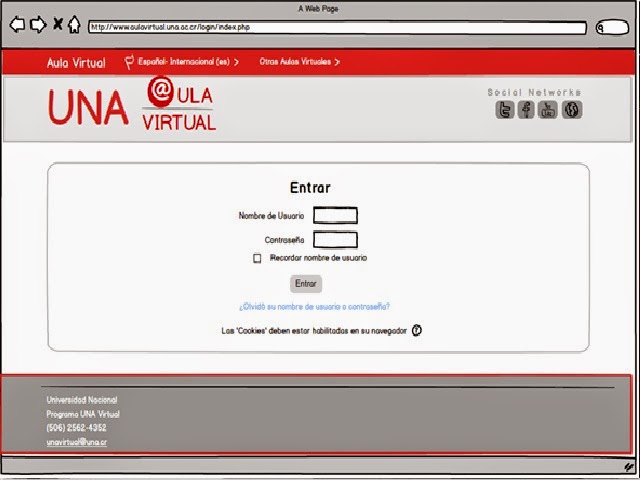 A Web Page
http://www.aulavirtual.una.ac.cr/login/index.php
Aula Virtual Español- Internacional (es) Otras Aulas Virtuales
UNA @ULA VIRTUAL
Social Networks
Entrar
Nombre de Usuario
Contraseña
Recordar nombre de usuario
Entrar
¿Olvidó su nombre de usuario o contraseña?
Las 'Cookies' deben estar habilitadas en su navegador ?
Universidad Nacional
Programa UNA Virtual
(506) 2562-4352
unavirtual@una.cr